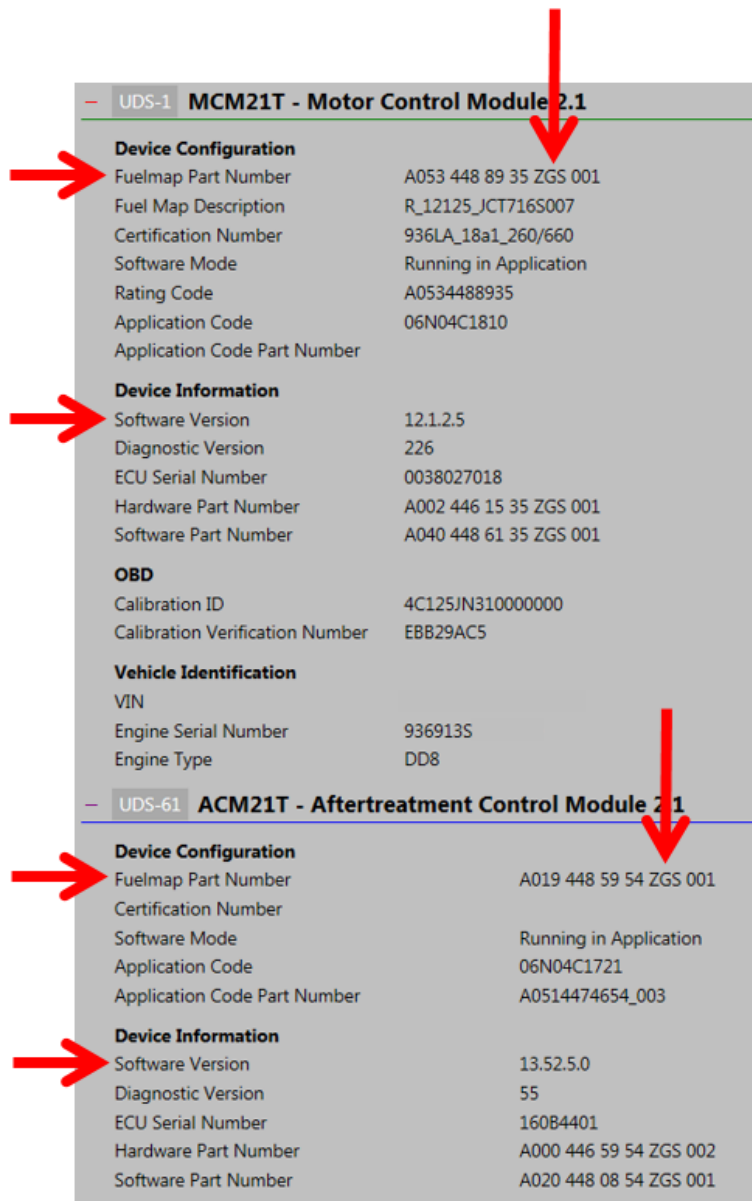 − UDS-1 MCM21T - Motor Control Module 2.1
Device Configuration
Fuelmap Part Number A053 448 89 35 ZGS 001
Fuel Map Description R_12125_JCT716S007
Certification Number 936LA_18a1_260/660
Software Mode Running in Application
Rating Code A0534488935
Application Code 06N04C1810
Application Code Part Number
Device Information
Software Version 12.1.2.5
Diagnostic Version 226
ECU Serial Number 0038027018
Hardware Part Number A002 446 15 35 ZGS 001
Software Part Number A040 448 61 35 ZGS 001
OBD
Calibration ID 4C125JN310000000
Calibration Verification Number EBB29AC5
Vehicle Identification
VIN
Engine Serial Number 936913S
Engine Type DD8
− UDS-61 ACM21T - Aftertreatment Control Module 2.1
Device Configuration
Fuelmap Part Number A019 448 59 54 ZGS 001
Certification Number
Software Mode Running in Application
Application Code 06N04C1721
Application Code Part Number A0514474654_003
Device Information
Software Version 13.52.5.0
Diagnostic Version 55
ECU Serial Number 160B4401
Hardware Part Number A000 446 59 54 ZGS 002
Software Part Number A020 448 08 54 ZGS 001